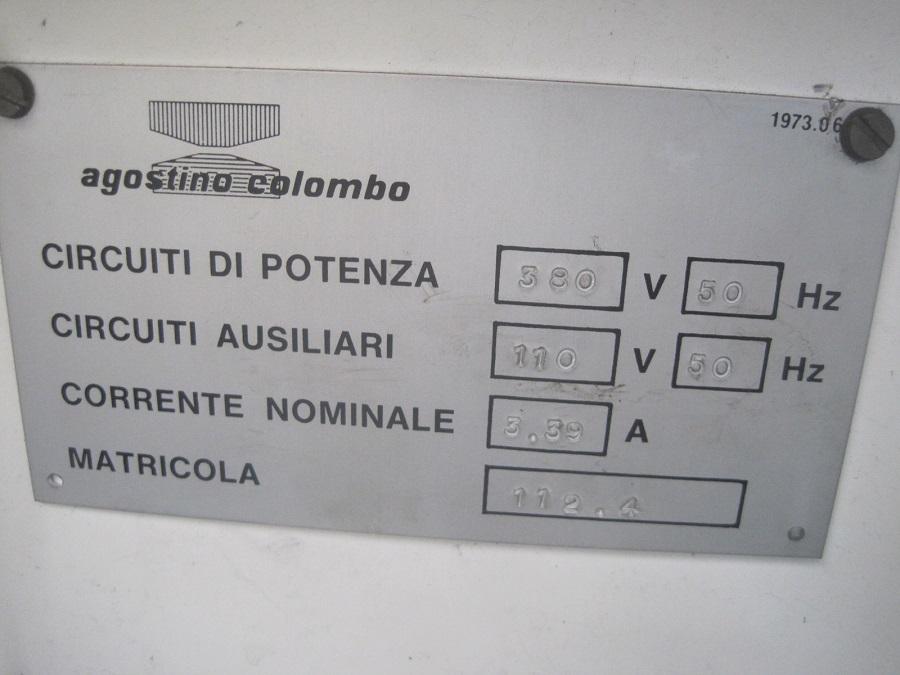 1973.06
agostino colombo
CIRCUITI DI POTENZA 380 V 50 Hz
CIRCUITI AUSILIARI 110 V 50 Hz
CORRENTE NOMINALE 3.39 A
MATRICOLA 112.4